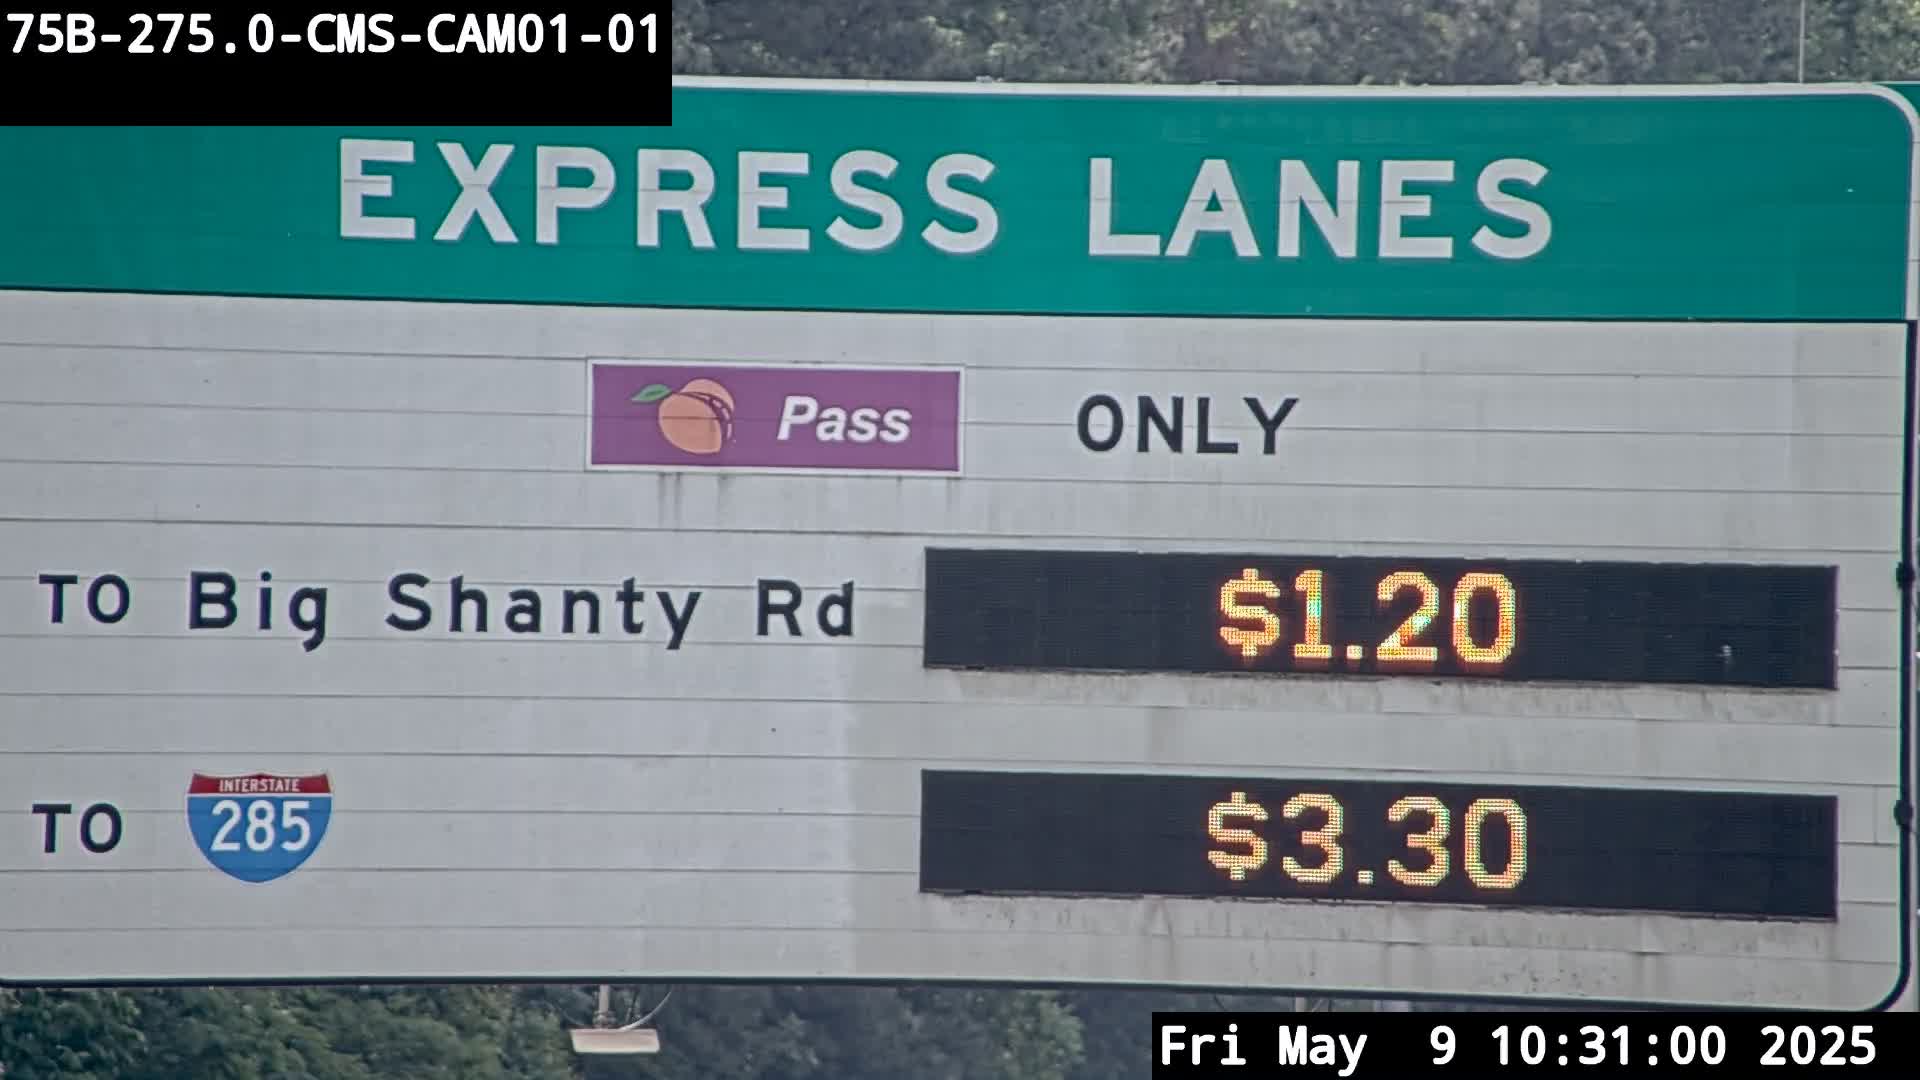 75B-275.0-CMS-CAM01-01
EXPRESS LANES
Pass ONLY
TO Big Shanty Rd $1.20
INTERSTATE
TO 285 $3.30
Fri May 9 10:31:00 2025